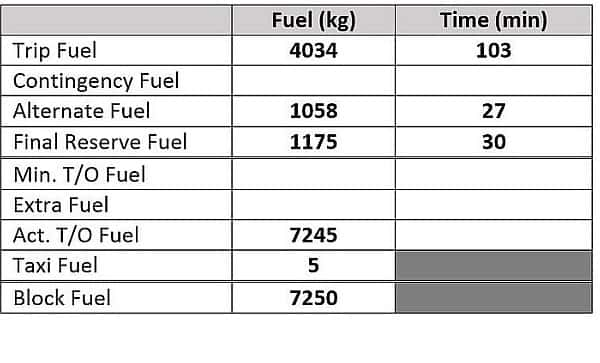 Fuel (kg) Time (min)
Trip Fuel 4034 103
Contingency Fuel
Alternate Fuel 1058 27
Final Reserve Fuel 1175 30
Min. T/O Fuel
Extra Fuel
Act. T/O Fuel 7245
Taxi Fuel 5
Block Fuel 7250